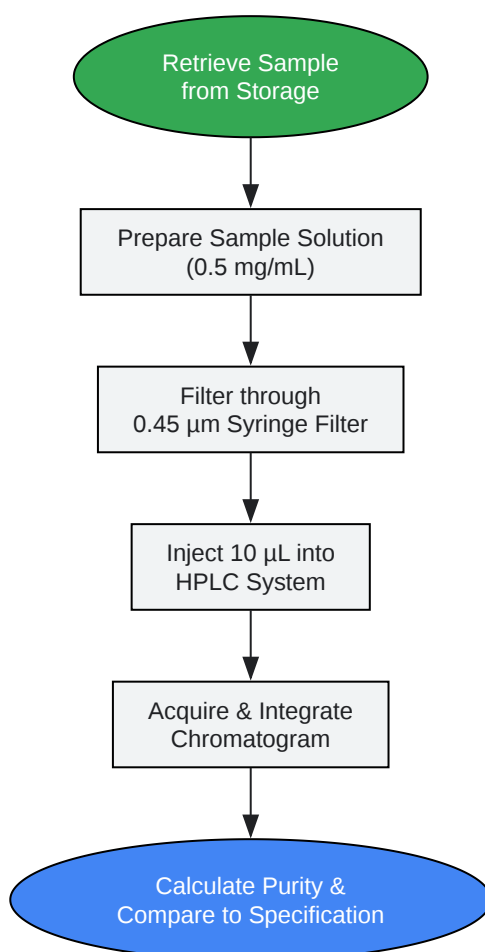 Retrieve Sample
from Storage
Prepare Sample Solution
(0.5 mg/mL)
Filter through
0.45 µm Syringe Filter
Inject 10 µL into
HPLC System
Acquire & Integrate
Chromatogram
Calculate Purity &
Compare to Specification